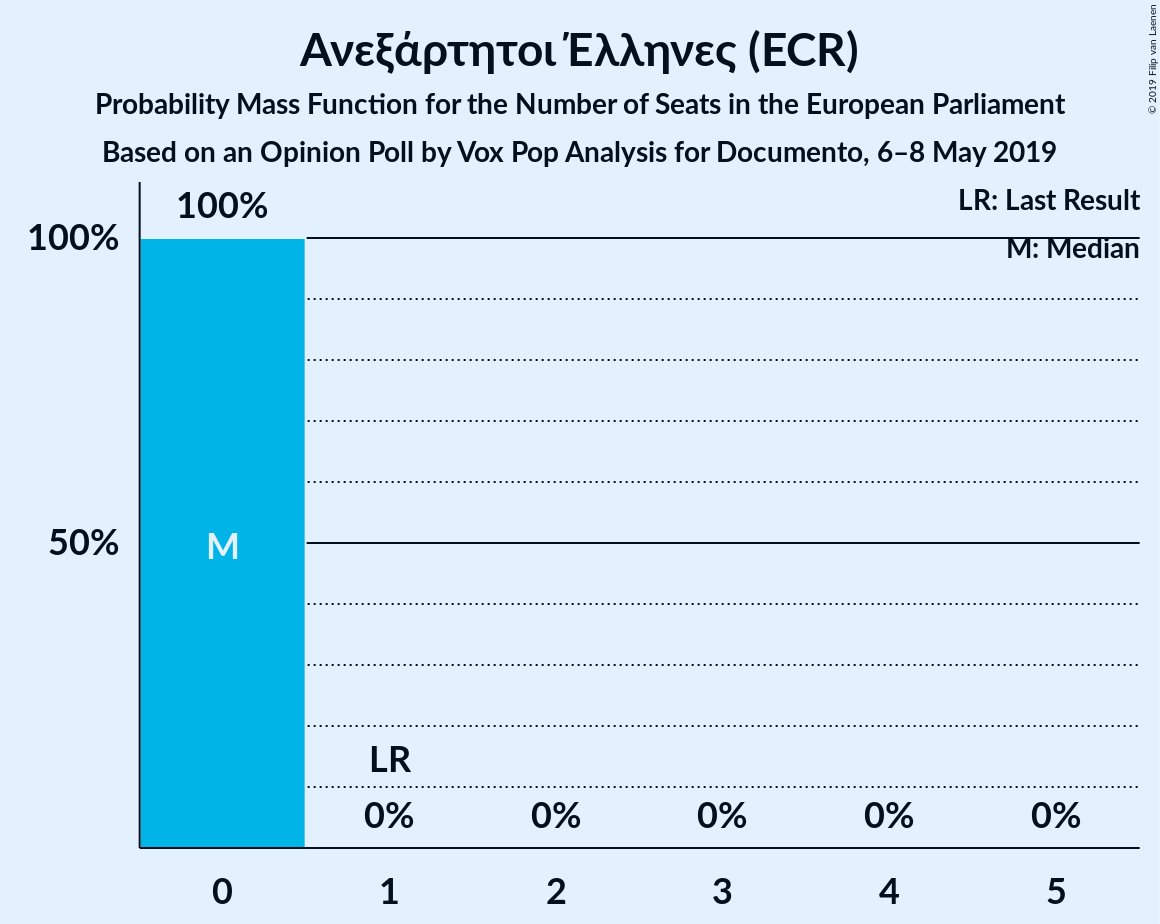 Ανεξάρτητοι Έλληνες (ECR)
Probability Mass Function for the Number of Seats in the European Parliament
Based on an Opinion Poll by Vox Pop Analysis for Documento, 6–8 May 2019
© 2019 Filip van Laenen
LR: Last Result
M: Median
100%
100%
50%
M
LR
0% 0% 0% 0% 0%
0 1 2 3 4 5